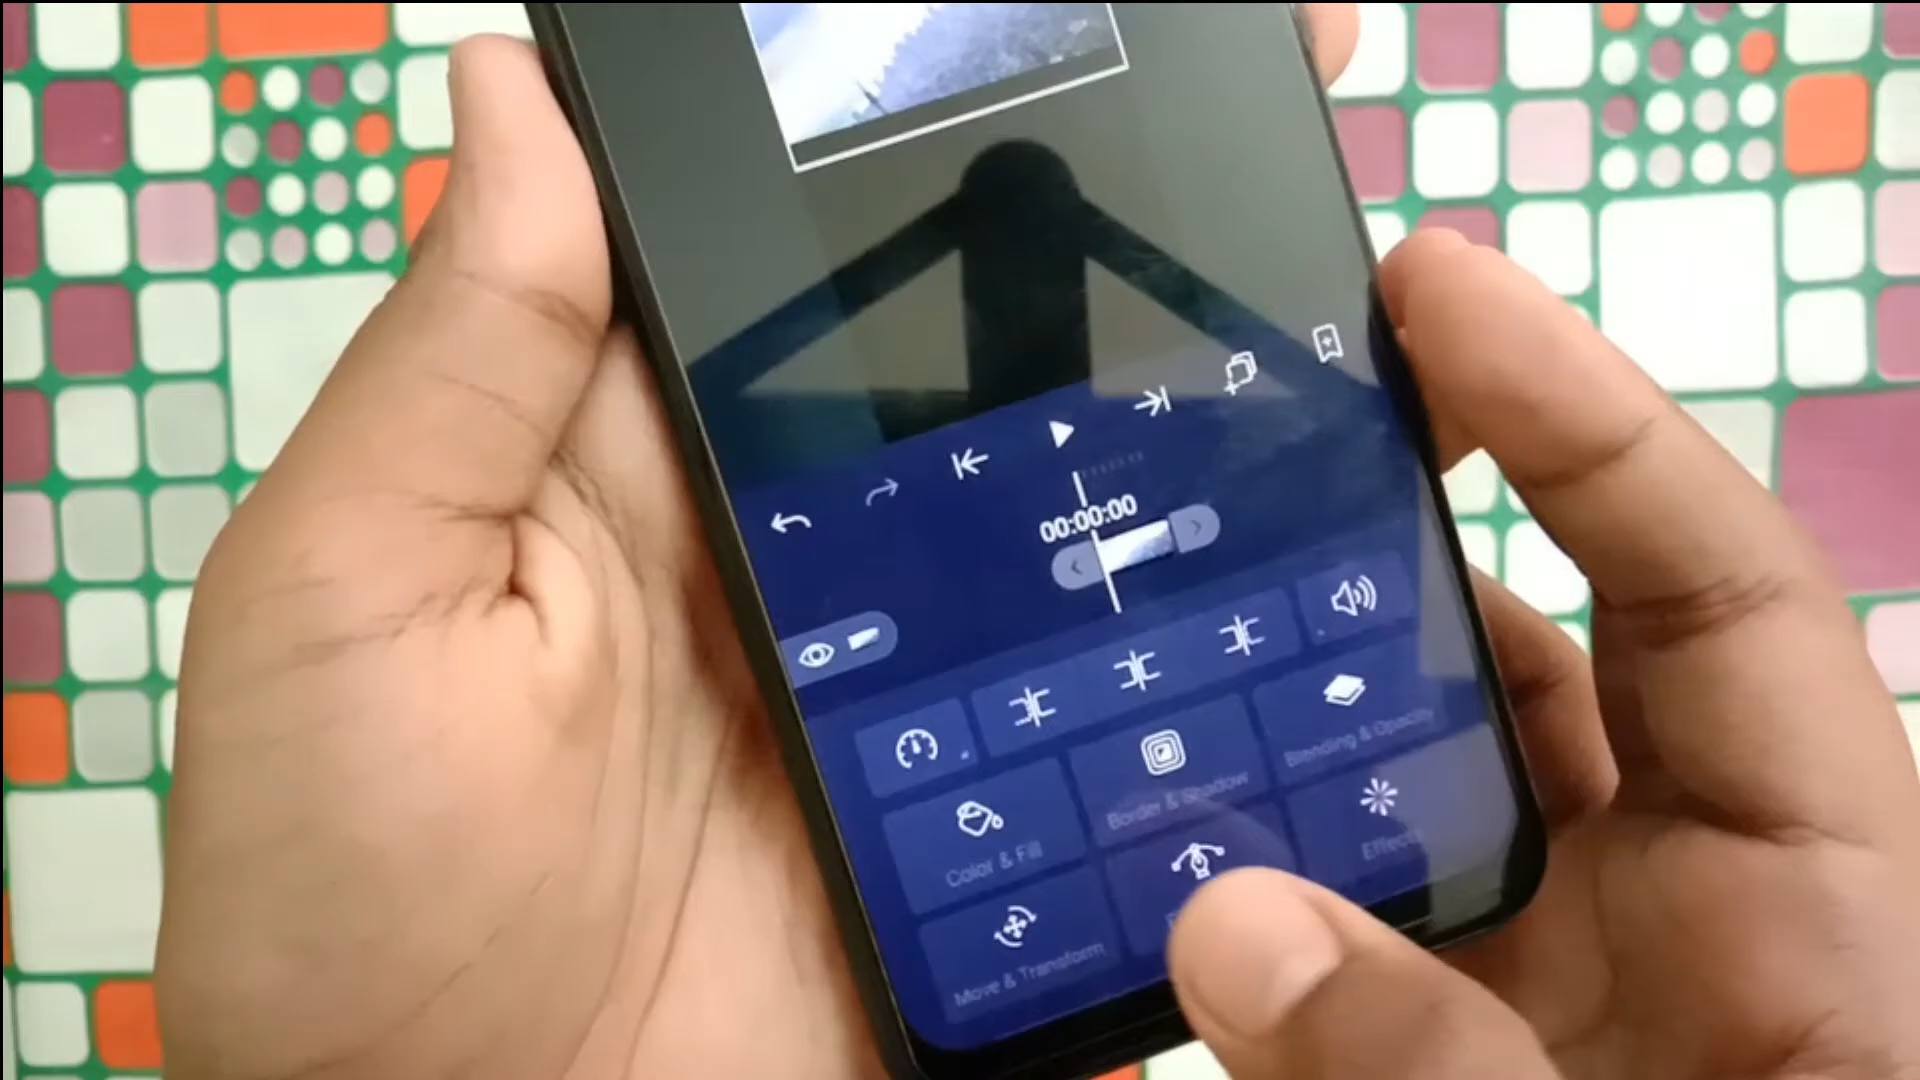 00:00:00
Blending & Opacity
Border & Shadow
Color & Fill
Effects
Move & Transform